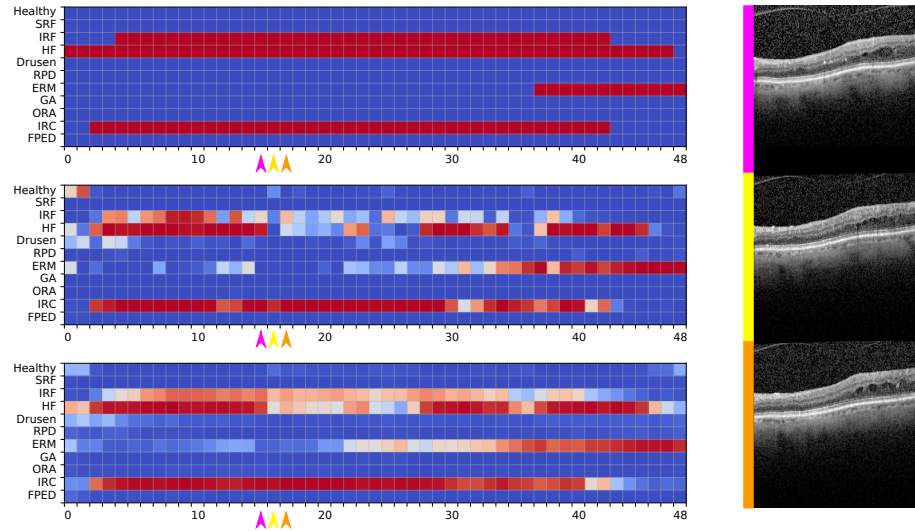 Healthy
SRF
IRF
HF
Drusen
RPD
ERM
GA
ORA
IRC
FPED
0 10 20 30 40 48
Healthy
SRF
IRF
HF
Drusen
RPD
ERM
GA
ORA
IRC
FPED
0 10 20 30 40 48
Healthy
SRF
IRF
HF
Drusen
RPD
ERM
GA
ORA
IRC
FPED
0 10 20 30 40 48